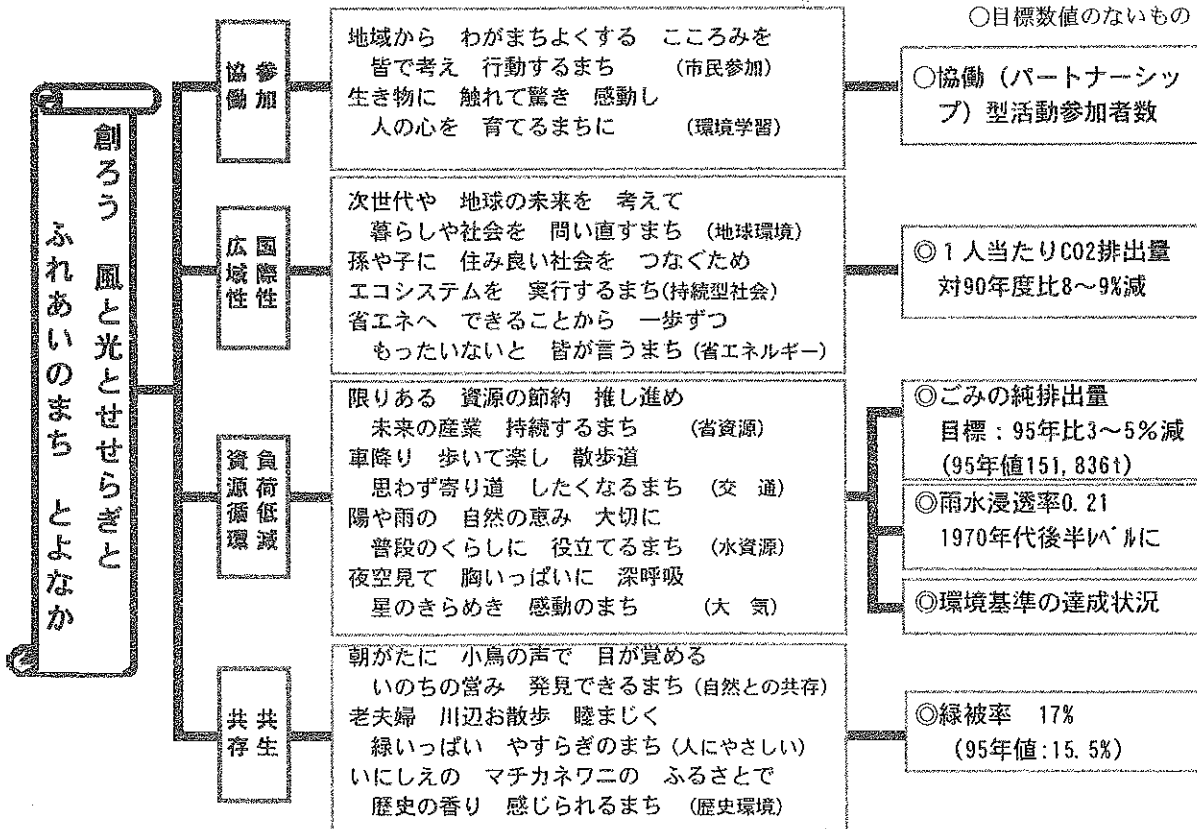 ○目標数値のないもの
創ろう 風と光とせせらぎと
ふれあいのまち とよなか
参加
協働
地域から わがまちよくする こころみを
皆で考え 行動するまち (市民参加)
生き物に 触れて驚き 感動し
人の心を 育てるまちに (環境学習)
○協働(パートナーシッ
プ)型活動参加者数
国際性
広域性
次世代や 地球の未来を 考えて
暮らしや社会を 問い直すまち (地球環境)
孫や子に 住み良い社会を つなぐため
エコシステムを 実行するまち(持続型社会)
省エネへ できることから 一歩ずつ
もったいないと 皆が言うまち(省エネルギー)
◎1人当たりCO2排出量
対90年度比8〜9%減
負荷低減
資源循環
限りある 資源の節約 推し進め
未来の産業 持続するまち (省資源)
車降り 歩いて楽し 散歩道
思わず寄り道 したくなるまち (交 通)
陽や雨の 自然の恵み 大切に
普段のくらしに 役立てるまち (水資源)
夜空見て 胸いっぱいに 深呼吸
星のきらめき 感動のまち (大 気)
◎ごみの純排出量
目標:95年比3〜5%減
(95年値151,836t)
◎雨水浸透率0.21
1970年代後半レベルに
◎環境基準の達成状況
共生
共存
朝がたに 小鳥の声で 目が覚める
いのちの営み 発見できるまち(自然との共存)
老夫婦 川辺お散歩 睦まじく
緑いっぱい やすらぎのまち(人にやさしい)
いにしえの マチカネワニの ふるさとで
歴史の香り 感じられるまち (歴史環境)
◎緑被率 17%
(95年値:15.5%)